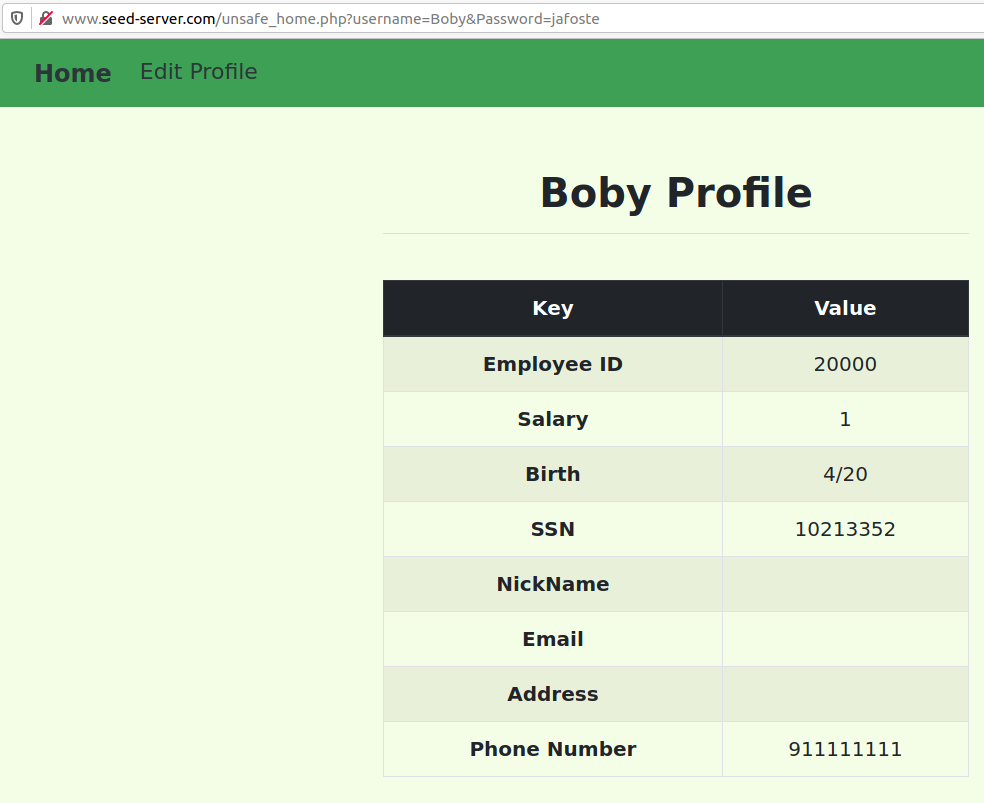 www.seed-server.com/unsafe_home.php?username=Boby&Password=jafoste
Home Edit Profile
Boby Profile
Key Value
Employee ID 20000
Salary 1
Birth 4/20
SSN 10213352
NickName
Email
Address
Phone Number 911111111